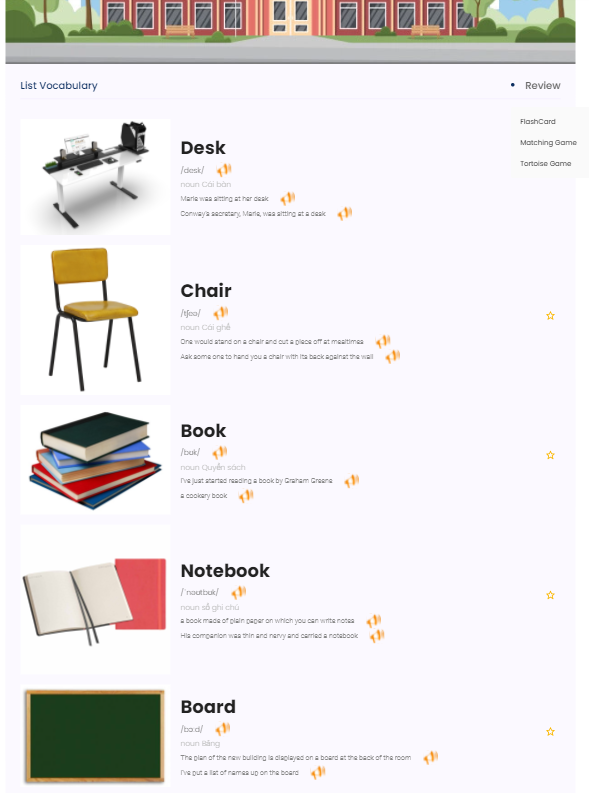 List Vocabulary
Review
FlashCard
Matching Game
Tortoise Game
Desk
/desk/
noun Cái bàn
Marie was sitting at her desk.
Conway's secretary, Marie, was sitting at a desk
Chair
/tʃeə/
noun Cái ghế
One would stand on a chair and cut a piece off at mealtimes
Ask some one to hand you a chair with its back against the wall
Book
/bʊk/
noun Quyển sách
I've just started reading a book by Graham Greene
a cookery book
Notebook
/ˈnəʊtbʊk/
noun sổ ghi chú
a book made of plain paper on which you can write notes
His companion was thin and nervy and carried a notebook
Board
/bɔːd/
noun Bảng
The plan of the new building is displayed on a board at the back of the room
I've put a list of names up on the board